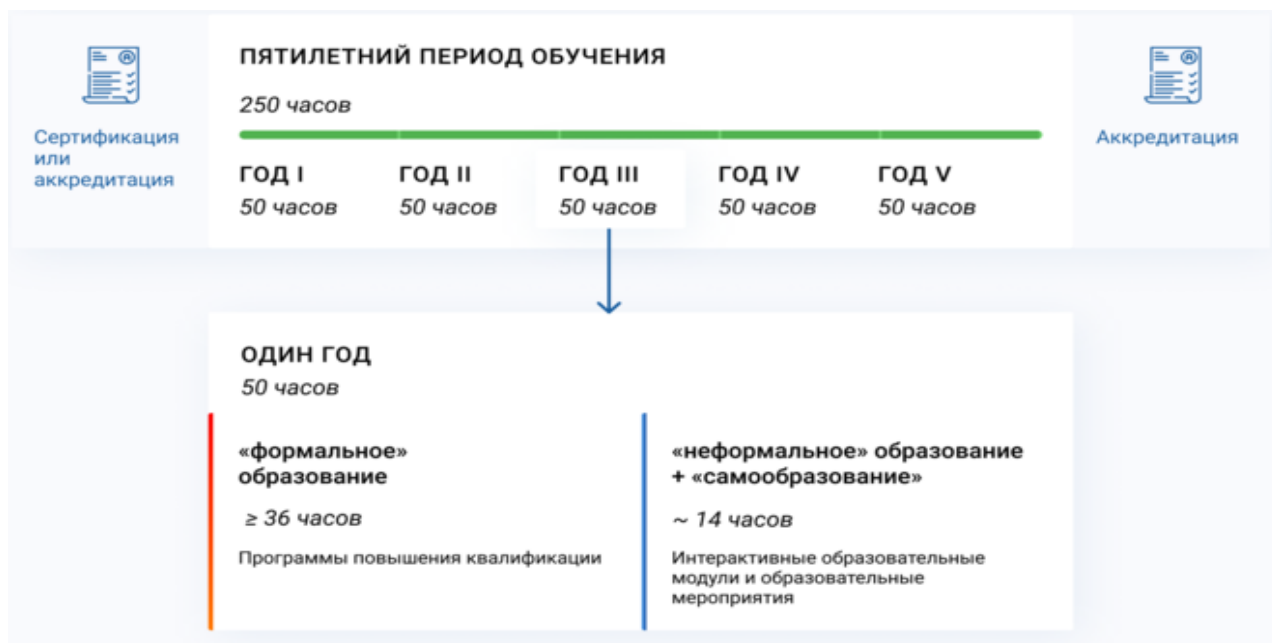 Сертификация
или
аккредитация
ПЯТИЛЕТНИЙ ПЕРИОД ОБУЧЕНИЯ
250 часов
ГОД I
50 часов
ГОД II
50 часов
ГОД III
50 часов
ГОД IV
50 часов
ГОД V
50 часов
Аккредитация
ОДИН ГОД
50 часов
«формальное»
образование
≥ 36 часов
Программы повышения квалификации
«неформальное» образование
+ «самообразование»
~ 14 часов
Интерактивные образовательные
модули и образовательные
мероприятия